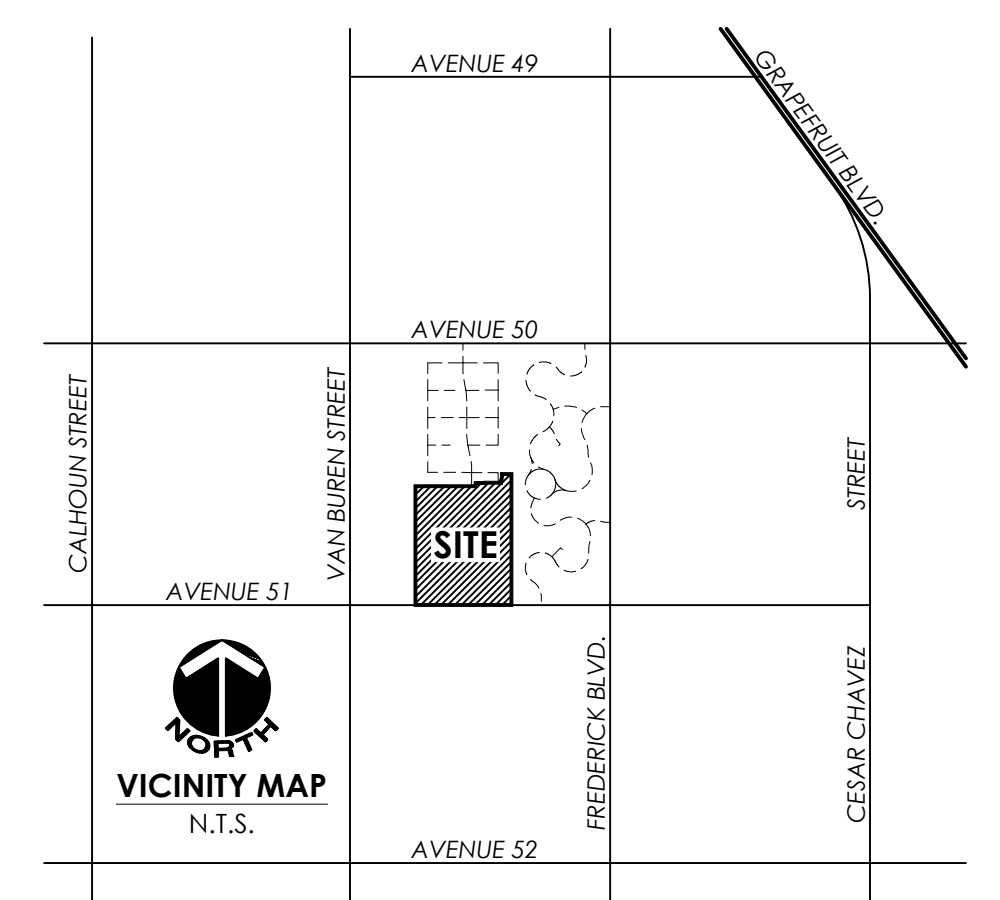 AVENUE 49
GRAPEFRUIT BLVD.
AVENUE 50
CALHOUN STREET
VAN BUREN STREET
STREET
SITE
AVENUE 51
NORTH
VICINITY MAP
N.T.S.
FREDERICK BLVD.
CESAR CHAVEZ
AVENUE 52